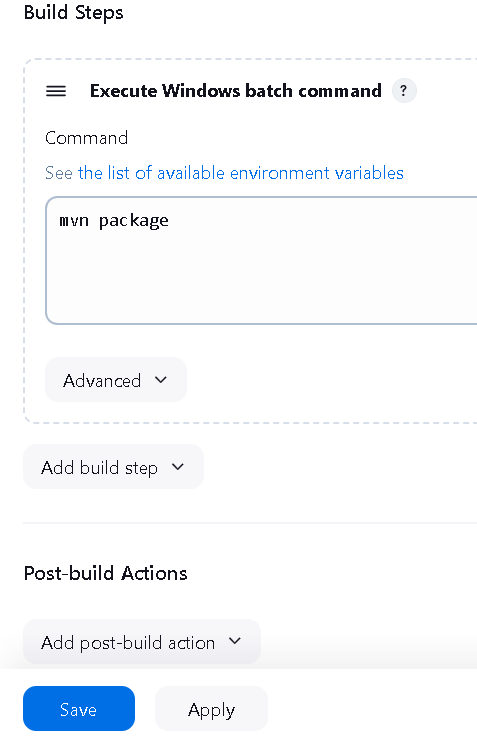 Build Steps
Execute Windows batch command ?
Command
See the list of available environment variables
mvn package
Advanced
Add build step
Post-build Actions
Add post-build action
Save Apply